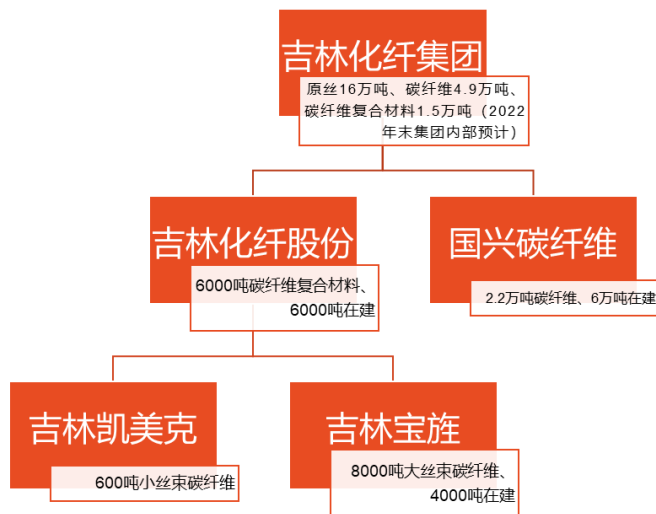 吉林化纤集团
原丝16万吨、碳纤维4.9万吨、
碳纤维复合材料1.5万吨（2022
年末集团内部预计）
吉林化纤股份
6000吨碳纤维复合材料、
6000吨在建
国兴碳纤维
2.2万吨碳纤维、6万吨在建
吉林凯美克
600吨小丝束碳纤维
吉林宝旌
8000吨大丝束碳纤维、
4000吨在建